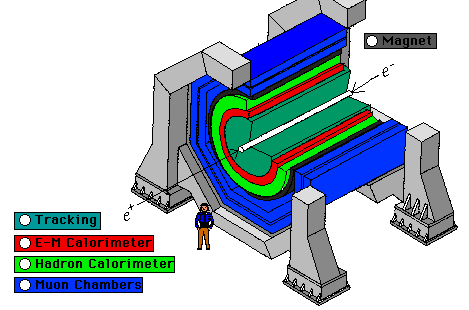 Magnet
e-
e+
Tracking
E-M Calorimeter
Hadron Calorimeter
Muon Chambers